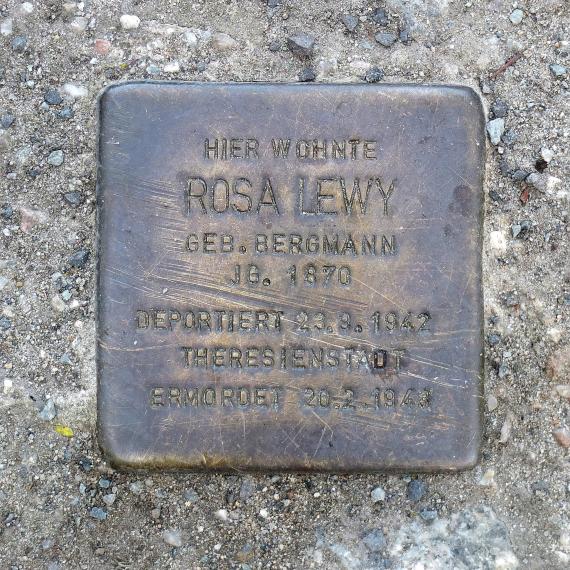 HIER WOHNTE
ROSA LEWY
GEB. BERGMANN
JG. 1870
DEPORTIERT 23.9.1942
THERESIENSTADT
ERMORDET 20.2.1943